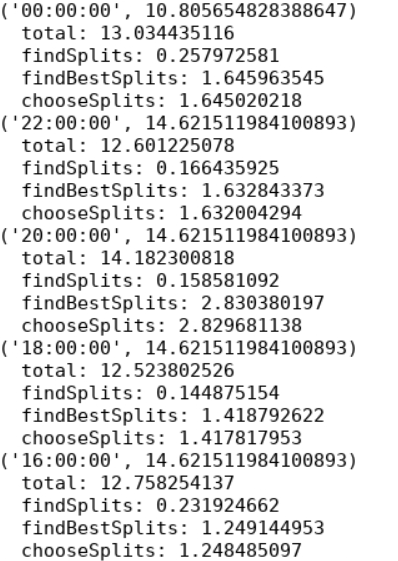 ('00:00:00', 10.805654828388647)
  total: 13.034435116
  findSplits: 0.257972581
  findBestSplits: 1.645963545
  chooseSplits: 1.645020218
('22:00:00', 14.621511984100893)
  total: 12.601225078
  findSplits: 0.166435925
  findBestSplits: 1.632843373
  chooseSplits: 1.632004294
('20:00:00', 14.621511984100893)
  total: 14.182300818
  findSplits: 0.158581092
  findBestSplits: 2.830380197
  chooseSplits: 2.829681138
('18:00:00', 14.621511984100893)
  total: 12.523802526
  findSplits: 0.144875154
  findBestSplits: 1.418792622
  chooseSplits: 1.417817953
('16:00:00', 14.621511984100893)
  total: 12.758254137
  findSplits: 0.231924662
  findBestSplits: 1.249144953
  chooseSplits: 1.248485097